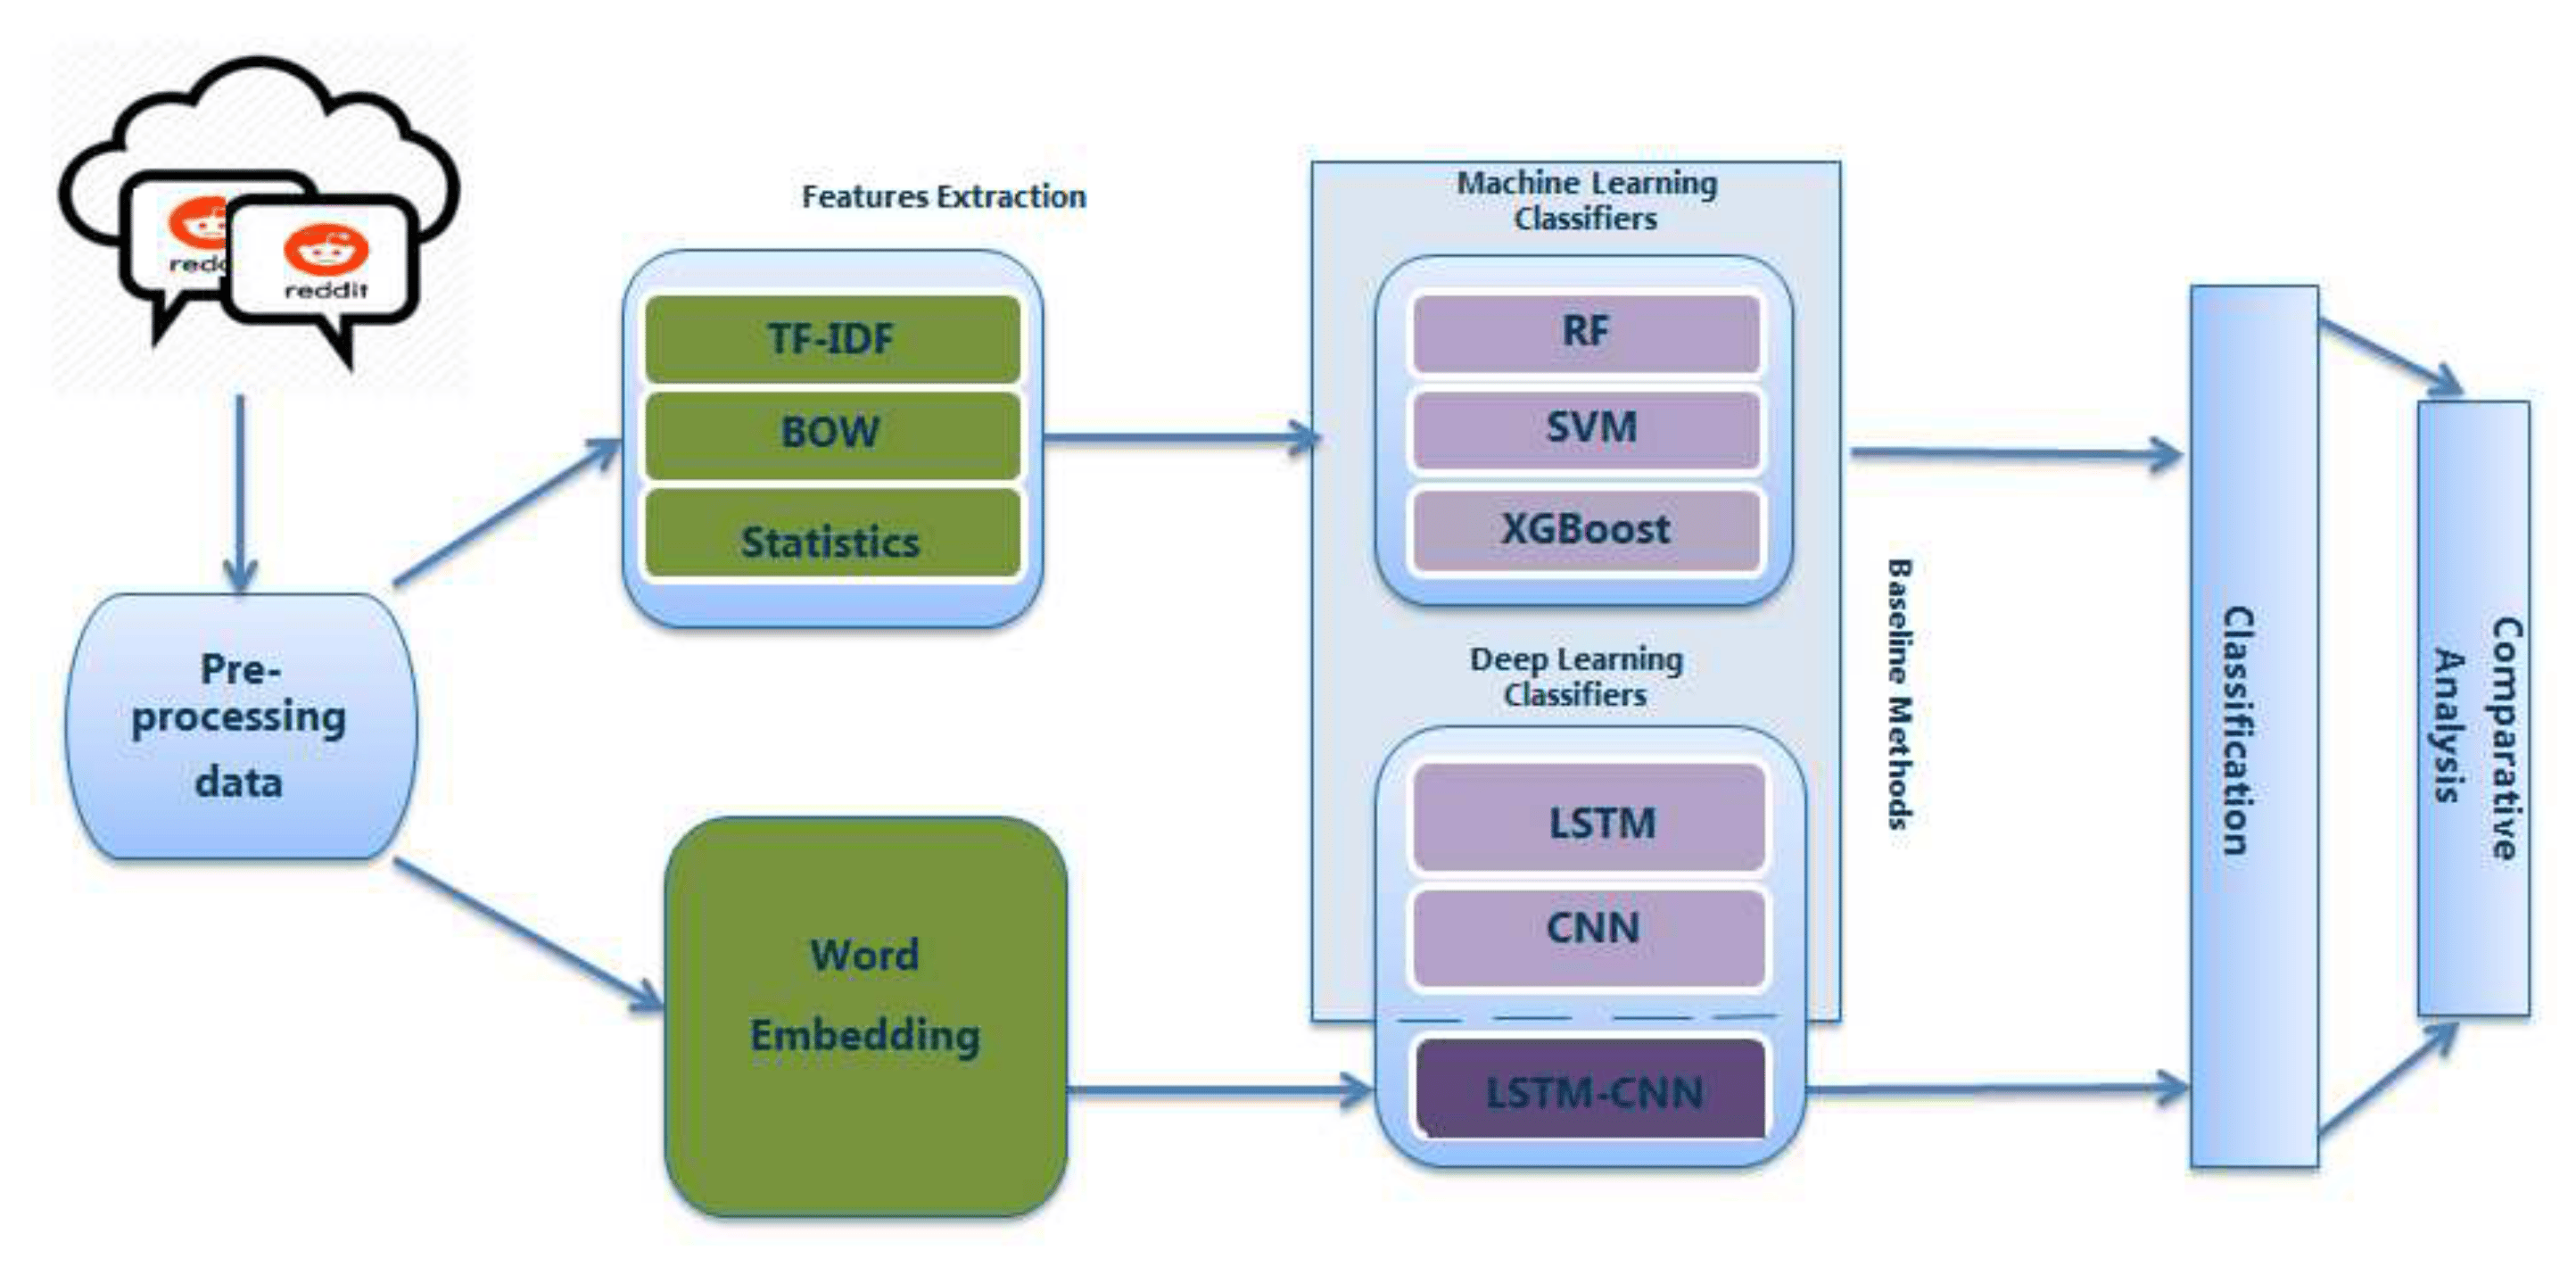 reddit
Pre-
processing
data
Features Extraction
TF-IDF
BOW
Statistics
Word
Embedding
Machine Learning
Classifiers
RF
SVM
XGBoost
Deep Learning
Classifiers
LSTM
CNN
LSTM-CNN
Baseline Methods
Classification
Comparative
Analysis